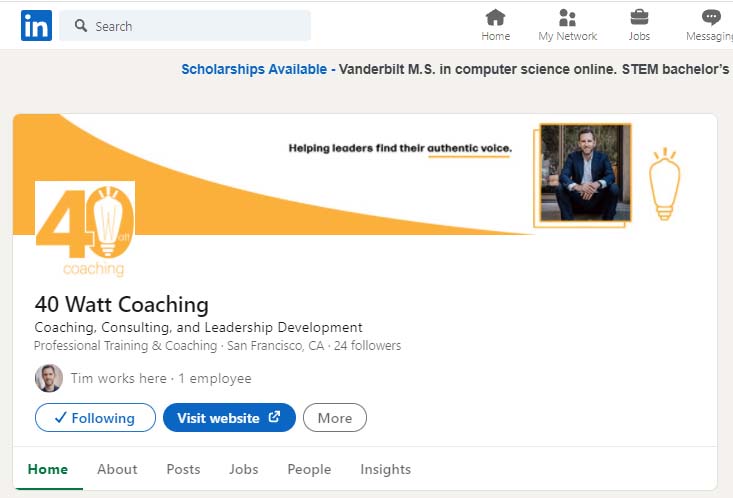 in
Search
Home
My Network
Jobs
Messaging
Scholarships Available - Vanderbilt M.S. in computer science online. STEM bachelor's
Helping leaders find their authentic voice.
40
watt
coaching
40 Watt Coaching
Coaching, Consulting, and Leadership Development
Professional Training & Coaching · San Francisco, CA · 24 followers
Tim works here · 1 employee
✓ Following
Visit website
More
Home
About
Posts
Jobs
People
Insights